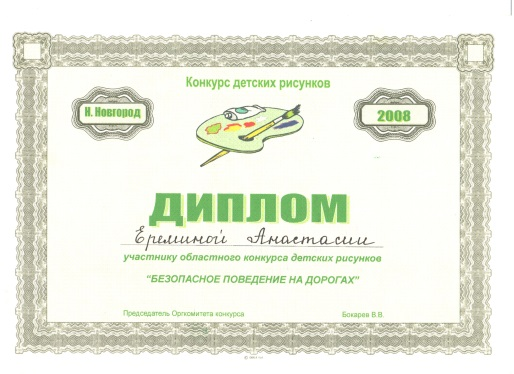 Конкурс детских рисунков
Н. Новгород
2008
ДИПЛОМ
Ереминой Анастасии
участнику областного конкурса детских рисунков
"БЕЗОПАСНОЕ ПОВЕДЕНИЕ НА ДОРОГАХ"
Председатель Оргкомитета конкурса Бокарев В.В.